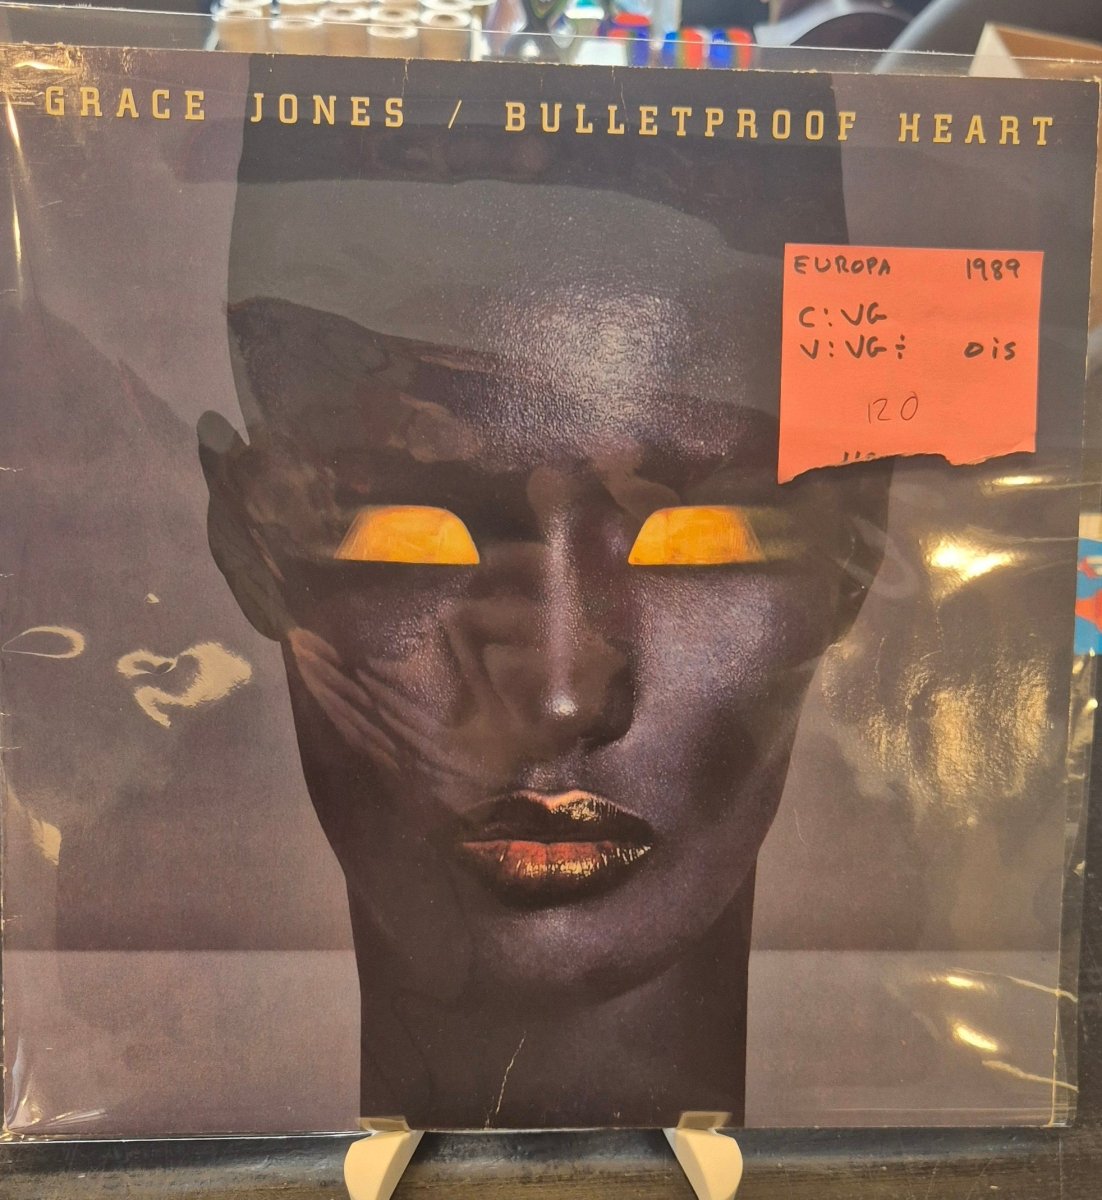 GRACE JONES / BULLETPROOF HEART
EUROPA 1989
C: VG
V: VG÷ OIS
120